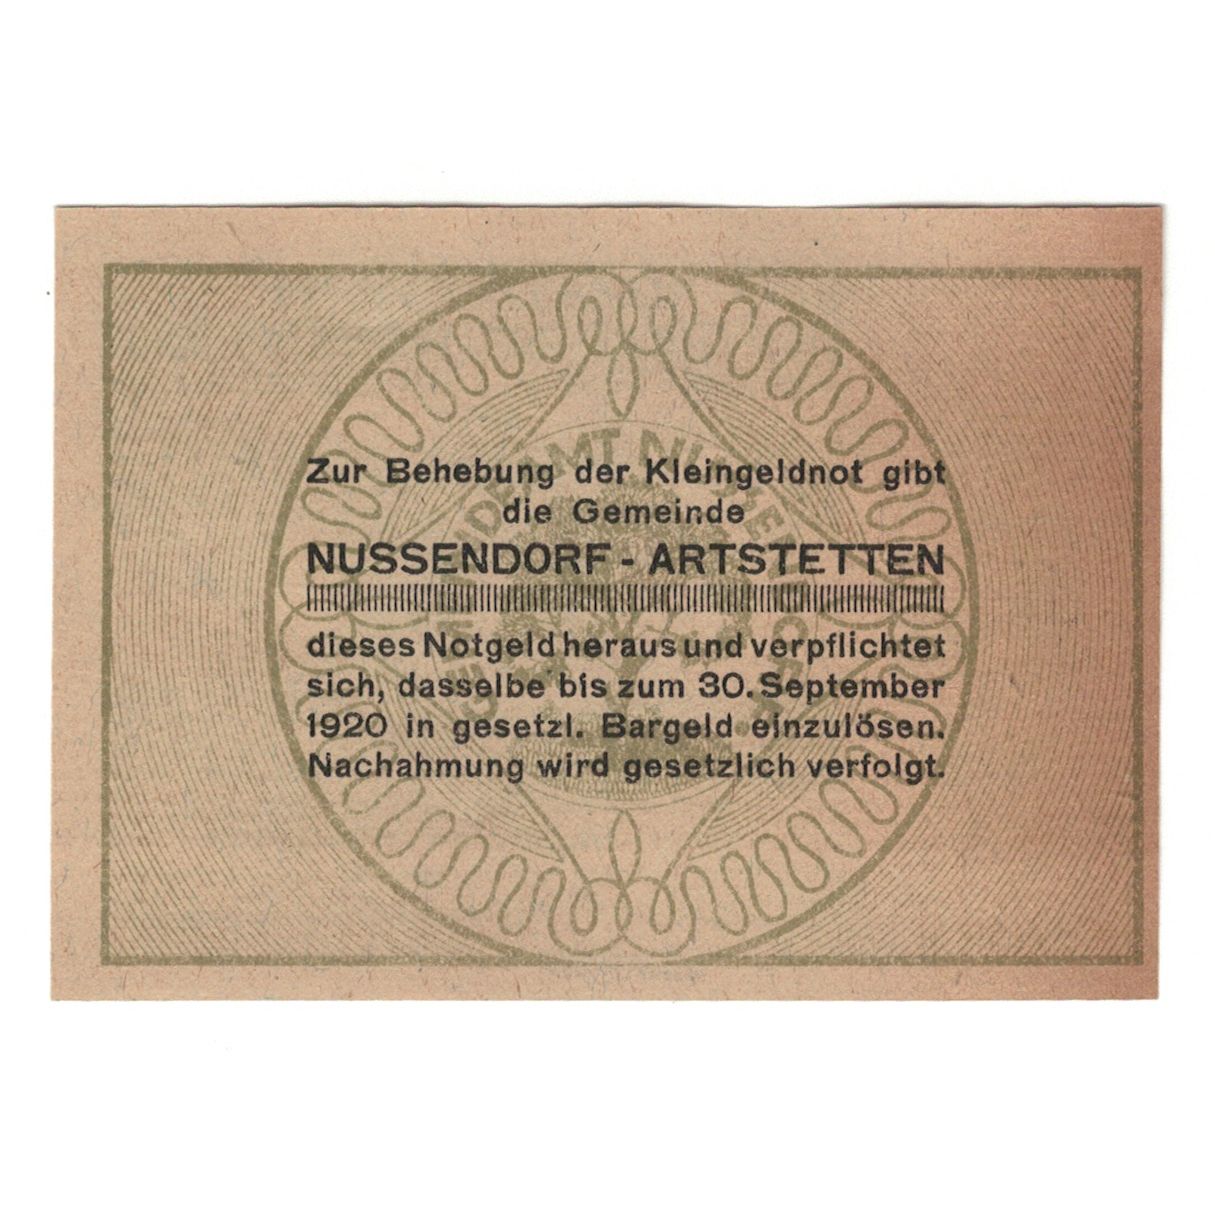 Zur Behebung der Kleingeldnot gibt
die Gemeinde
NUSSENDORF - ARTSTETTEN
dieses Notgeld heraus und verpflichtet
sich, dasselbe bis zum 30. September
1920 in gesetzl. Bargeld einzulösen.
Nachahmung wird gesetzlich verfolgt.